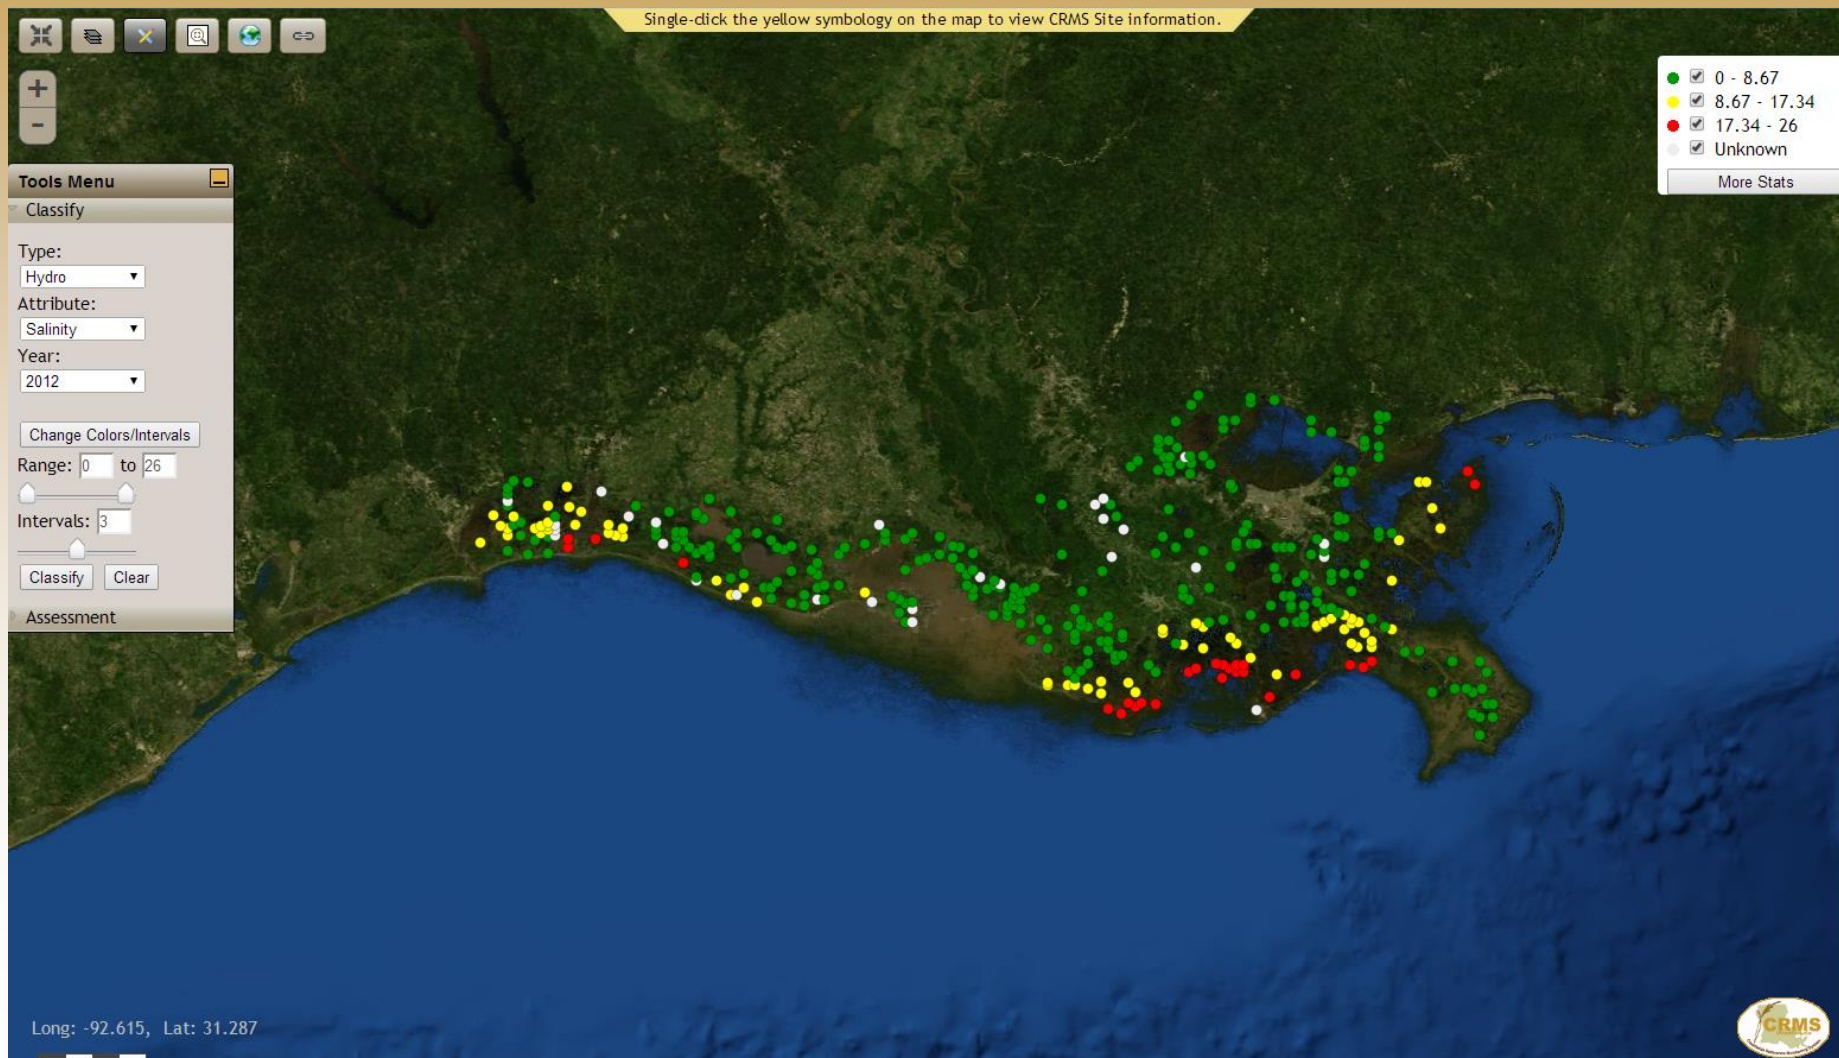 Single-click the yellow symbology on the map to view CRMS Site information.
+
−
0 - 8.67
8.67 - 17.34
17.34 - 26
Unknown
More Stats
Tools Menu
Classify
Type:
Hydro
Attribute:
Salinity
Year:
2012
Change Colors/Intervals
Range: 0 to 26
Intervals: 3
Classify Clear
Assessment
Long: -92.615, Lat: 31.287
CRMS